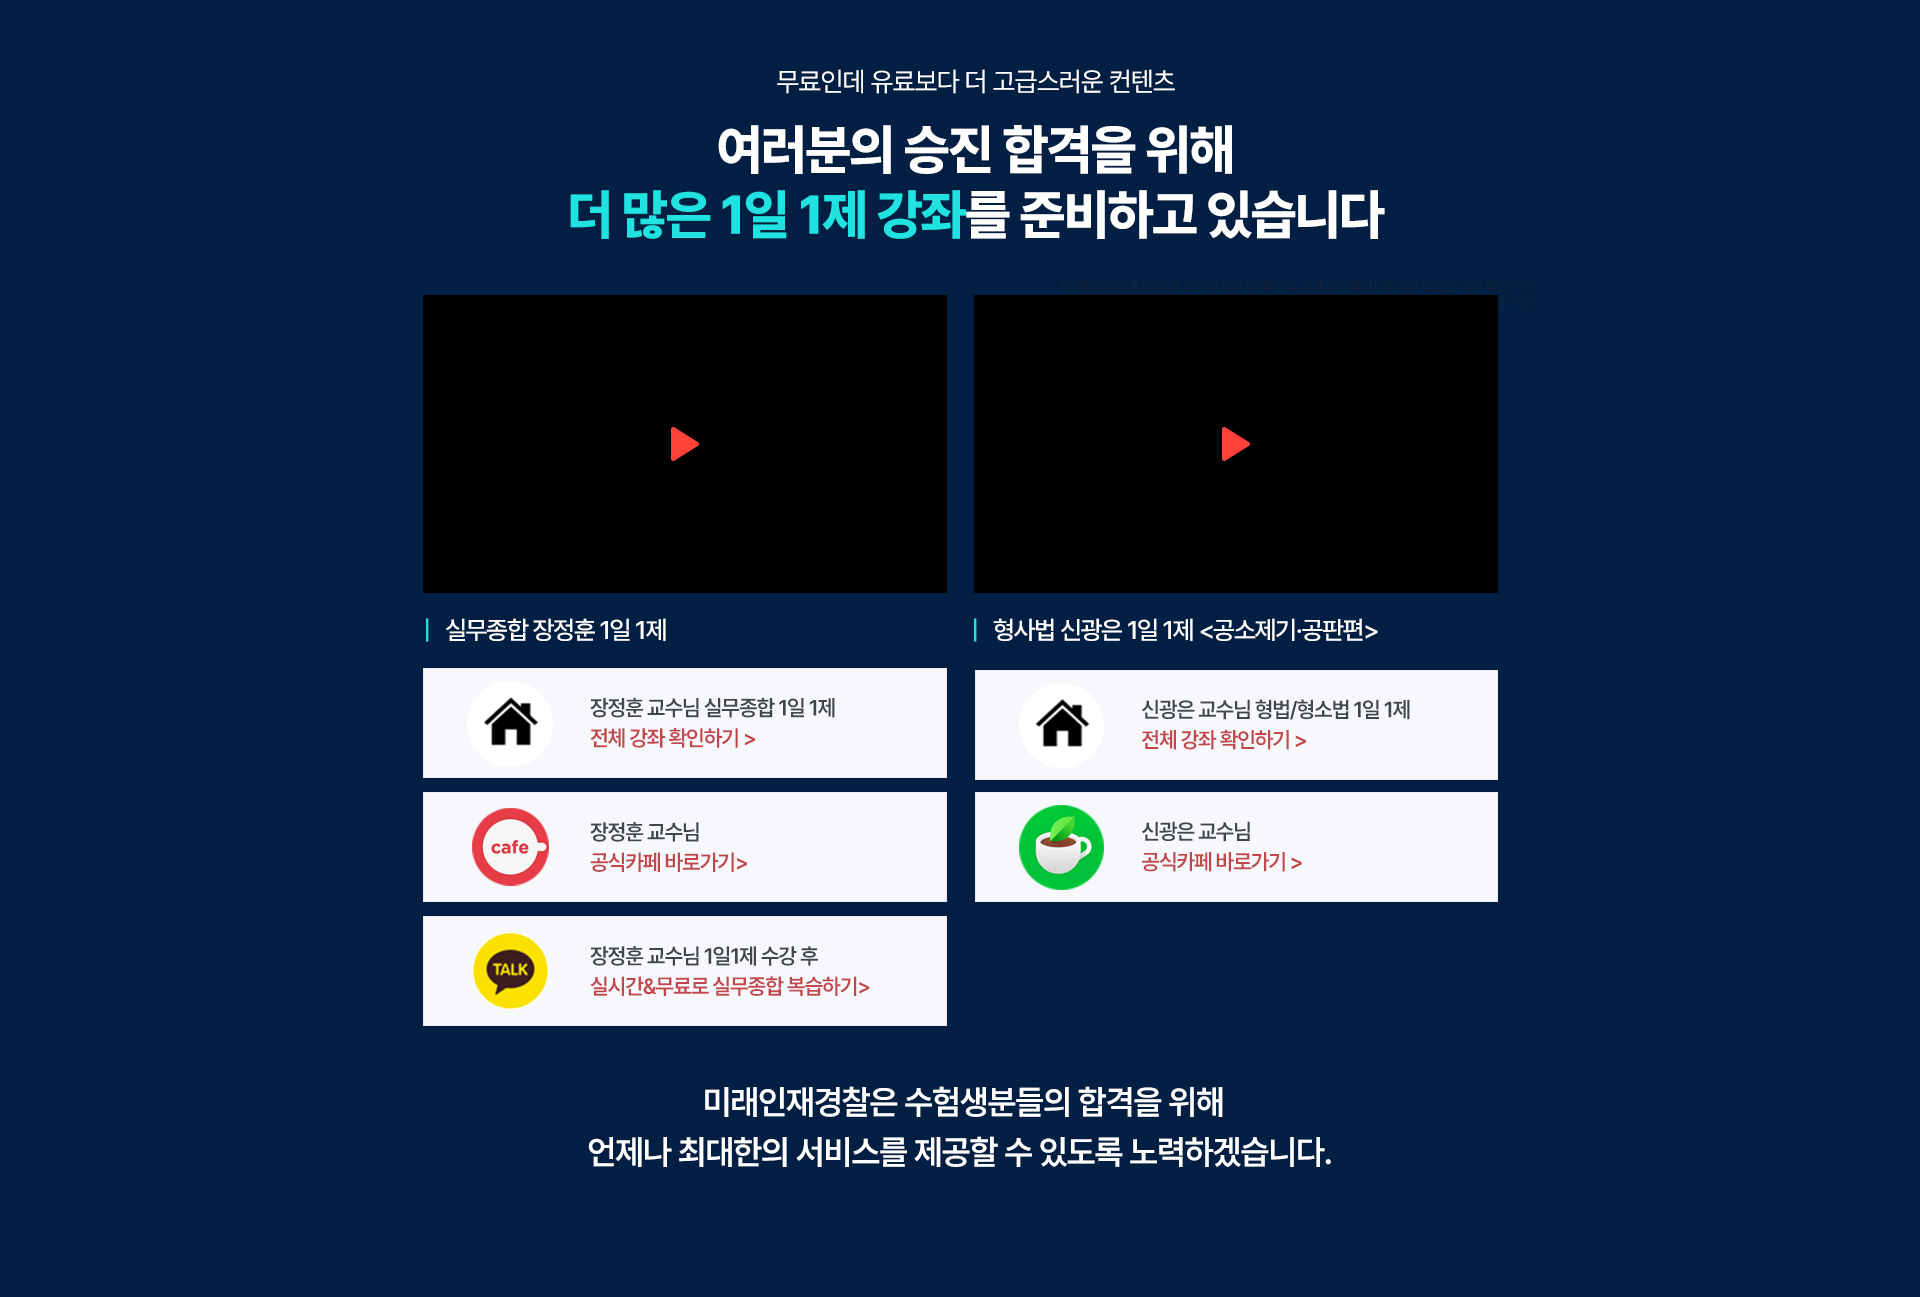 무료인데 유료보다 더 고급스러운 컨텐츠
여러분의 승진 합격을 위해
더 많은 1일 1제 강좌를 준비하고 있습니다
실무종합 장정훈 1일 1제
장정훈 교수님 실무종합 1일 1제
전체 강좌 확인하기 >
cafe
장정훈 교수님
공식카페 바로가기>
TALK
장정훈 교수님 1일1제 수강 후
실시간&무료로 실무종합 복습하기>
형사법 신광은 1일 1제 <공소제기·공판편>
신광은 교수님 형법/형소법 1일 1제
전체 강좌 확인하기 >
신광은 교수님
공식카페 바로가기 >
미래인재경찰은 수험생분들의 합격을 위해
언제나 최대한의 서비스를 제공할 수 있도록 노력하겠습니다.